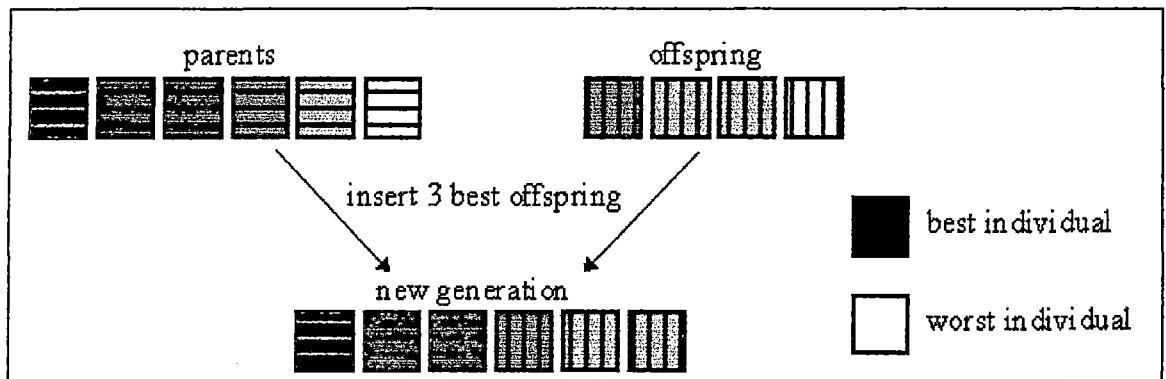 parents
offspring
insert 3 best offspring
best individual
new generation
worst individual